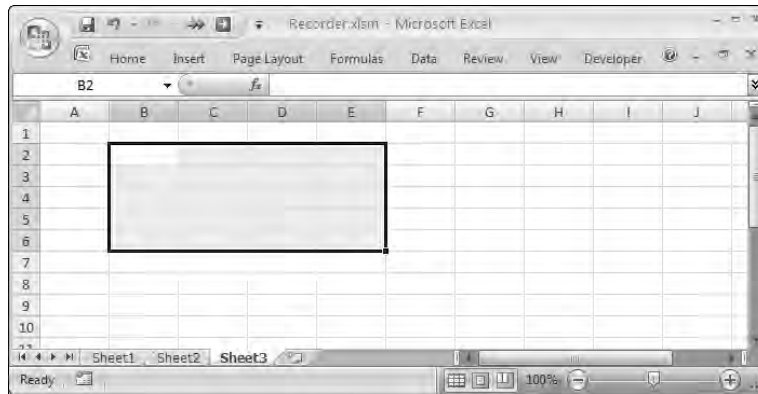 Recorder.xlsm - Microsoft Excel
Home Insert Page Layout Formulas Data Review View Developer
B2 fx
A B C D E F G H I J
1
2
3
4
5
6
7
8
9
10
Sheet1 Sheet2 Sheet3
Ready 100%